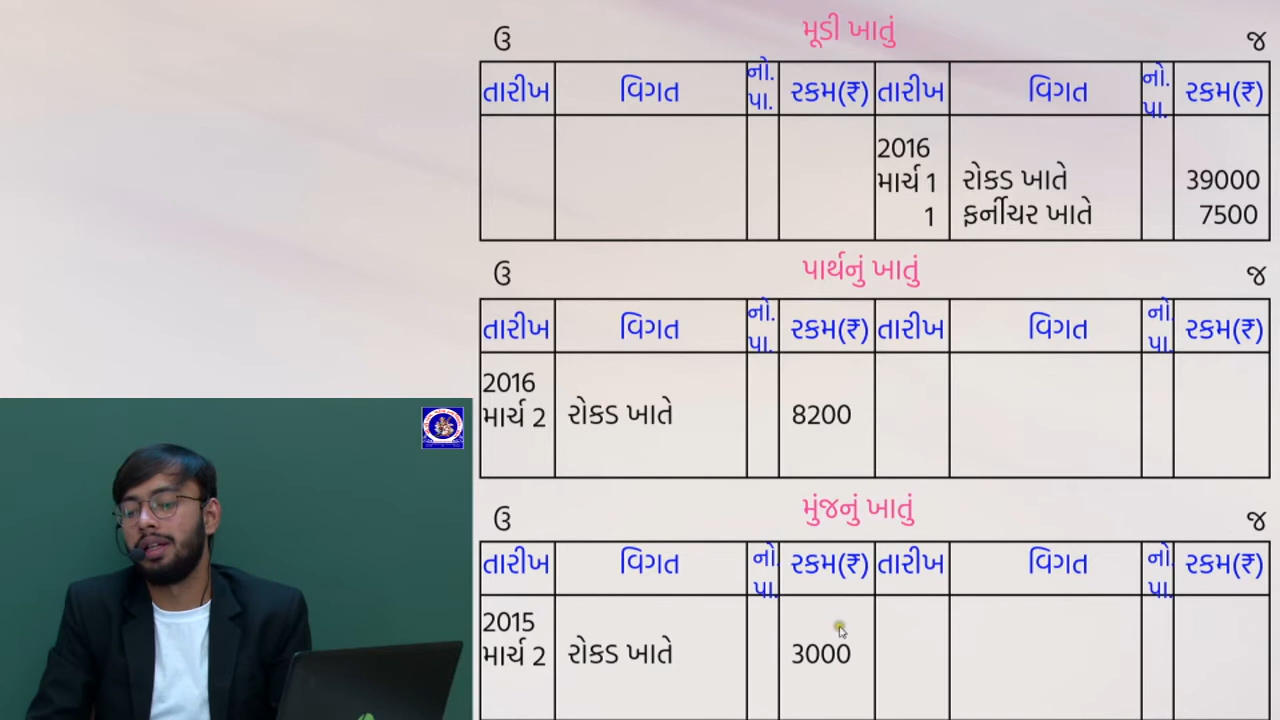 ઉ મૂડી ખાતું જ
તારીખ વિગત નો. પા. રકમ(₹) તારીખ વિગત નો. પા. રકમ(₹)
2016
માર્ચ 1 રોકડ ખાતે 39000
1 ફર્નીચર ખાતે 7500
ઉ પાર્થનું ખાતું જ
તારીખ વિગત નો. પા. રકમ(₹) તારીખ વિગત નો પા. રકમ(₹)
2016
માર્ચ 2 રોકડ ખાતે 8200
ઉ મુંજનું ખાતું જ
તારીખ વિગત નો પા. રકમ(₹) તારીખ વિગત નો પા. રકમ(₹)
2015
માર્ચ 2 રોકડ ખાતે 3000